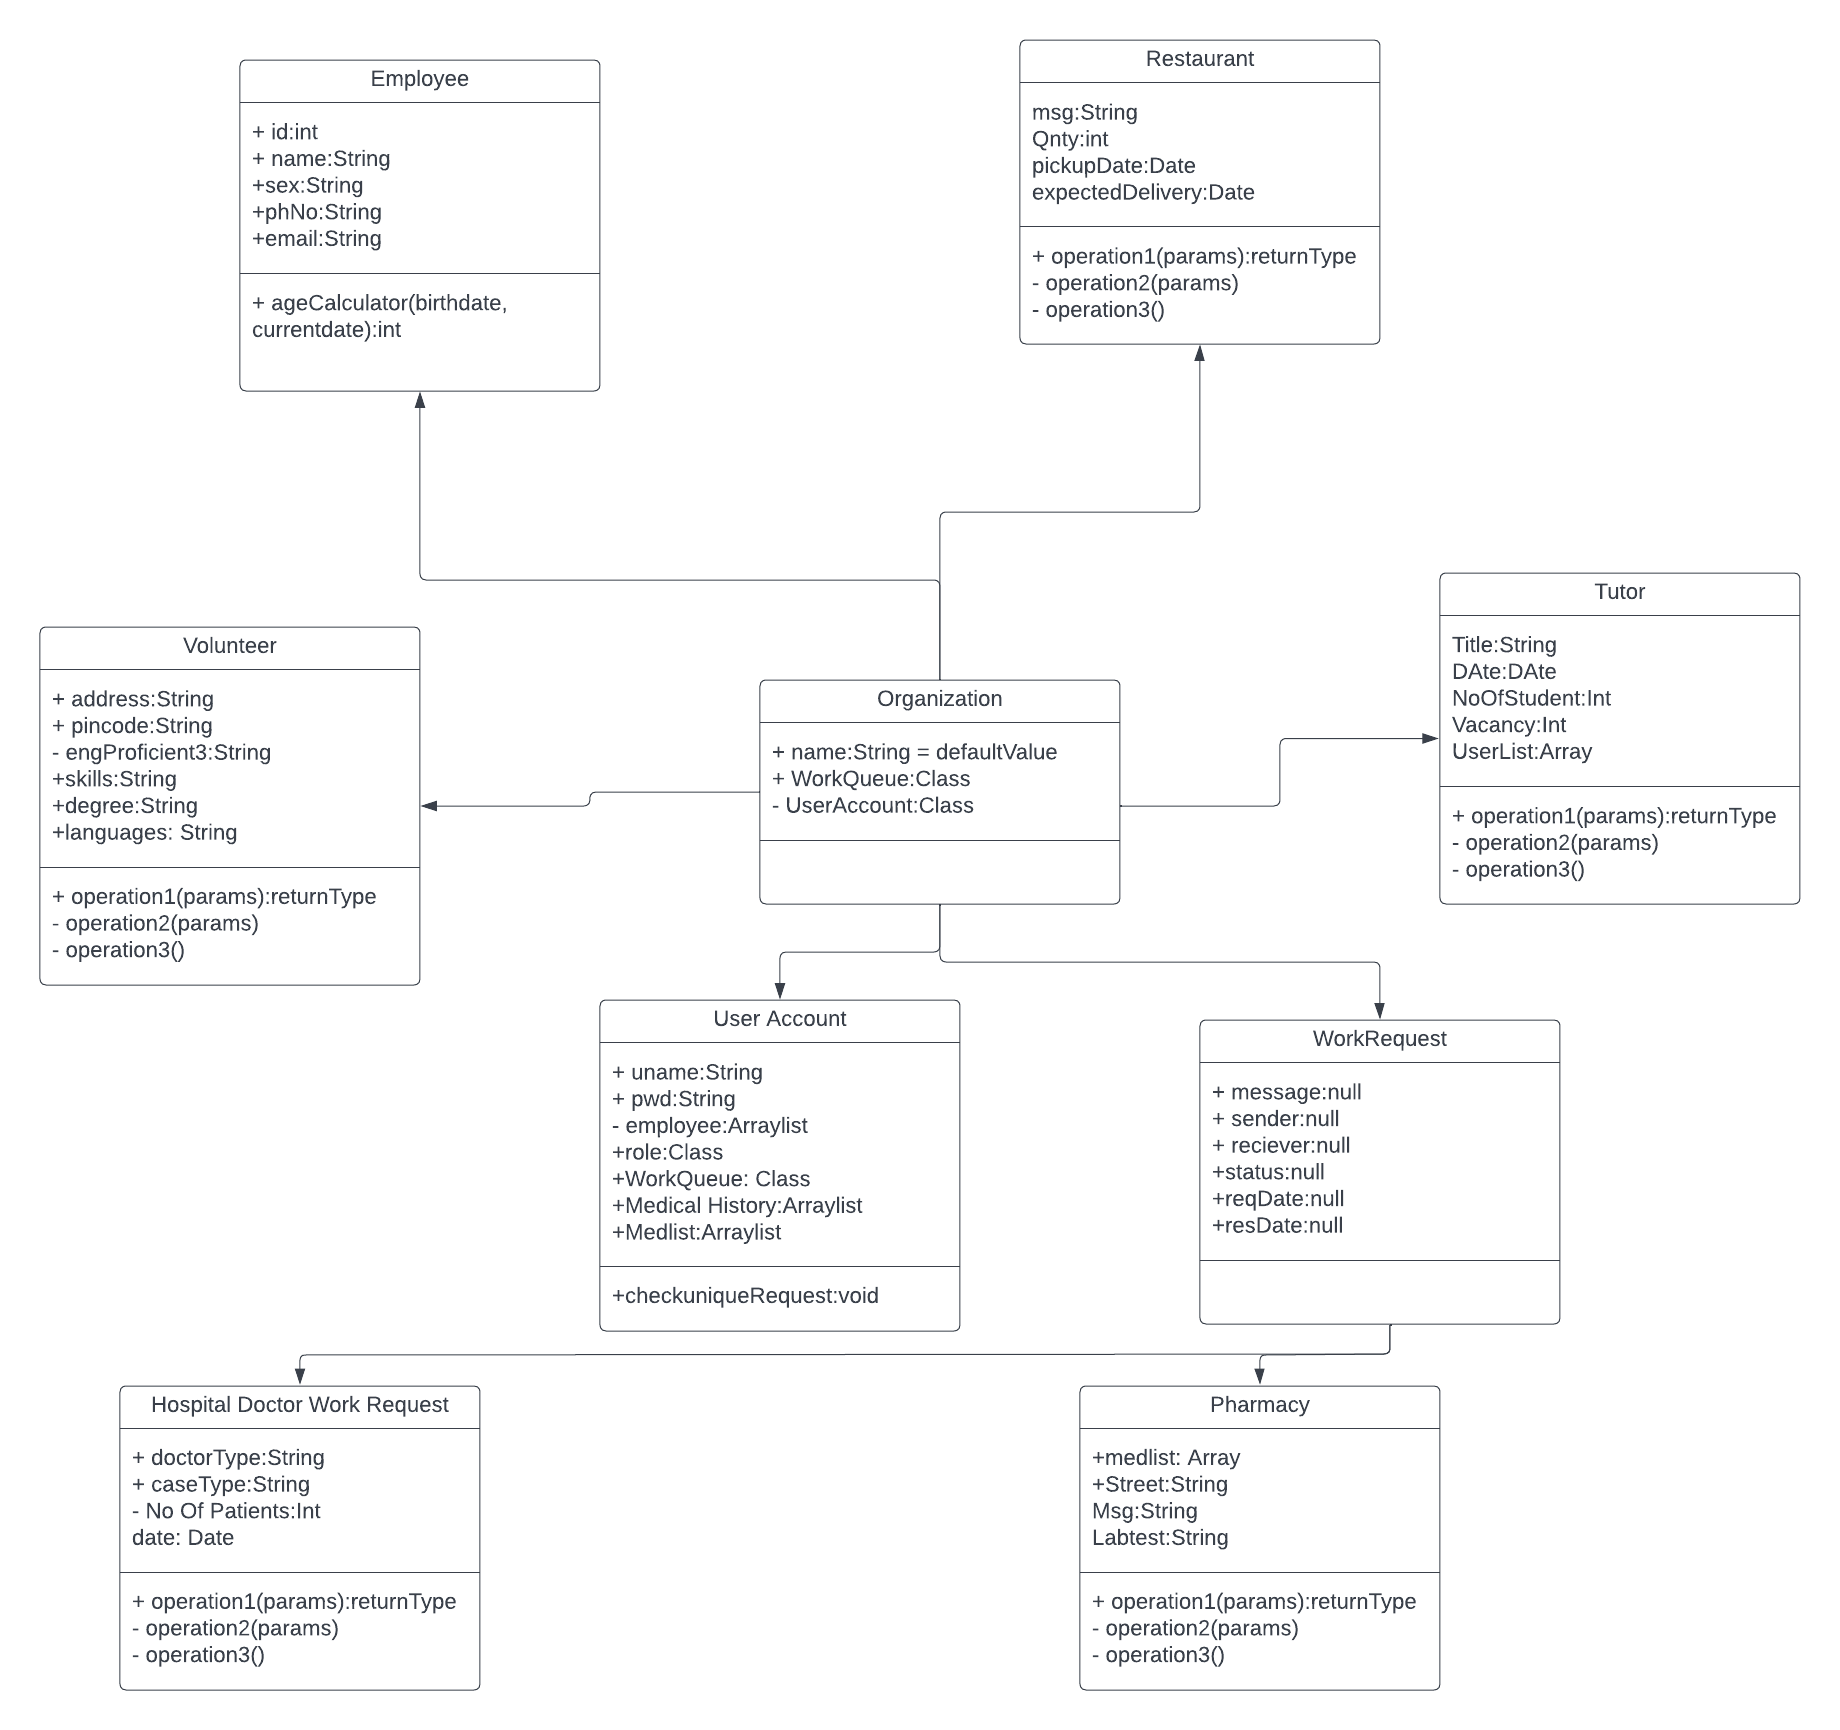 Employee
+ id:int
+ name:String
+sex:String
+phNo:String
+email:String
+ ageCalculator(birthdate,
currentdate):int
Restaurant
msg:String
Qnty:int
pickupDate:Date
expectedDelivery:Date
+ operation1(params):returnType
- operation2(params)
- operation3()
Volunteer
+ address:String
+ pincode:String
- engProficient3:String
+skills:String
+degree:String
+languages: String
+ operation1(params):returnType
- operation2(params)
- operation3()
Organization
+ name:String = defaultValue
+ WorkQueue:Class
- UserAccount:Class
Tutor
Title:String
DAte:DAte
NoOfStudent:Int
Vacancy:Int
UserList:Array
+ operation1(params):returnType
- operation2(params)
- operation3()
User Account
+ uname:String
+ pwd:String
- employee:Arraylist
+role:Class
+WorkQueue: Class
+Medical History:Arraylist
+Medlist:Arraylist
+checkuniqueRequest:void
WorkRequest
+ message:null
+ sender:null
+ reciever:null
+status:null
+reqDate:null
+resDate:null
Hospital Doctor Work Request
+ doctorType:String
+ caseType:String
- No Of Patients:Int
date: Date
+ operation1(params):returnType
- operation2(params)
- operation3()
Pharmacy
+medlist: Array
+Street:String
Msg:String
Labtest:String
+ operation1(params):returnType
- operation2(params)
- operation3()